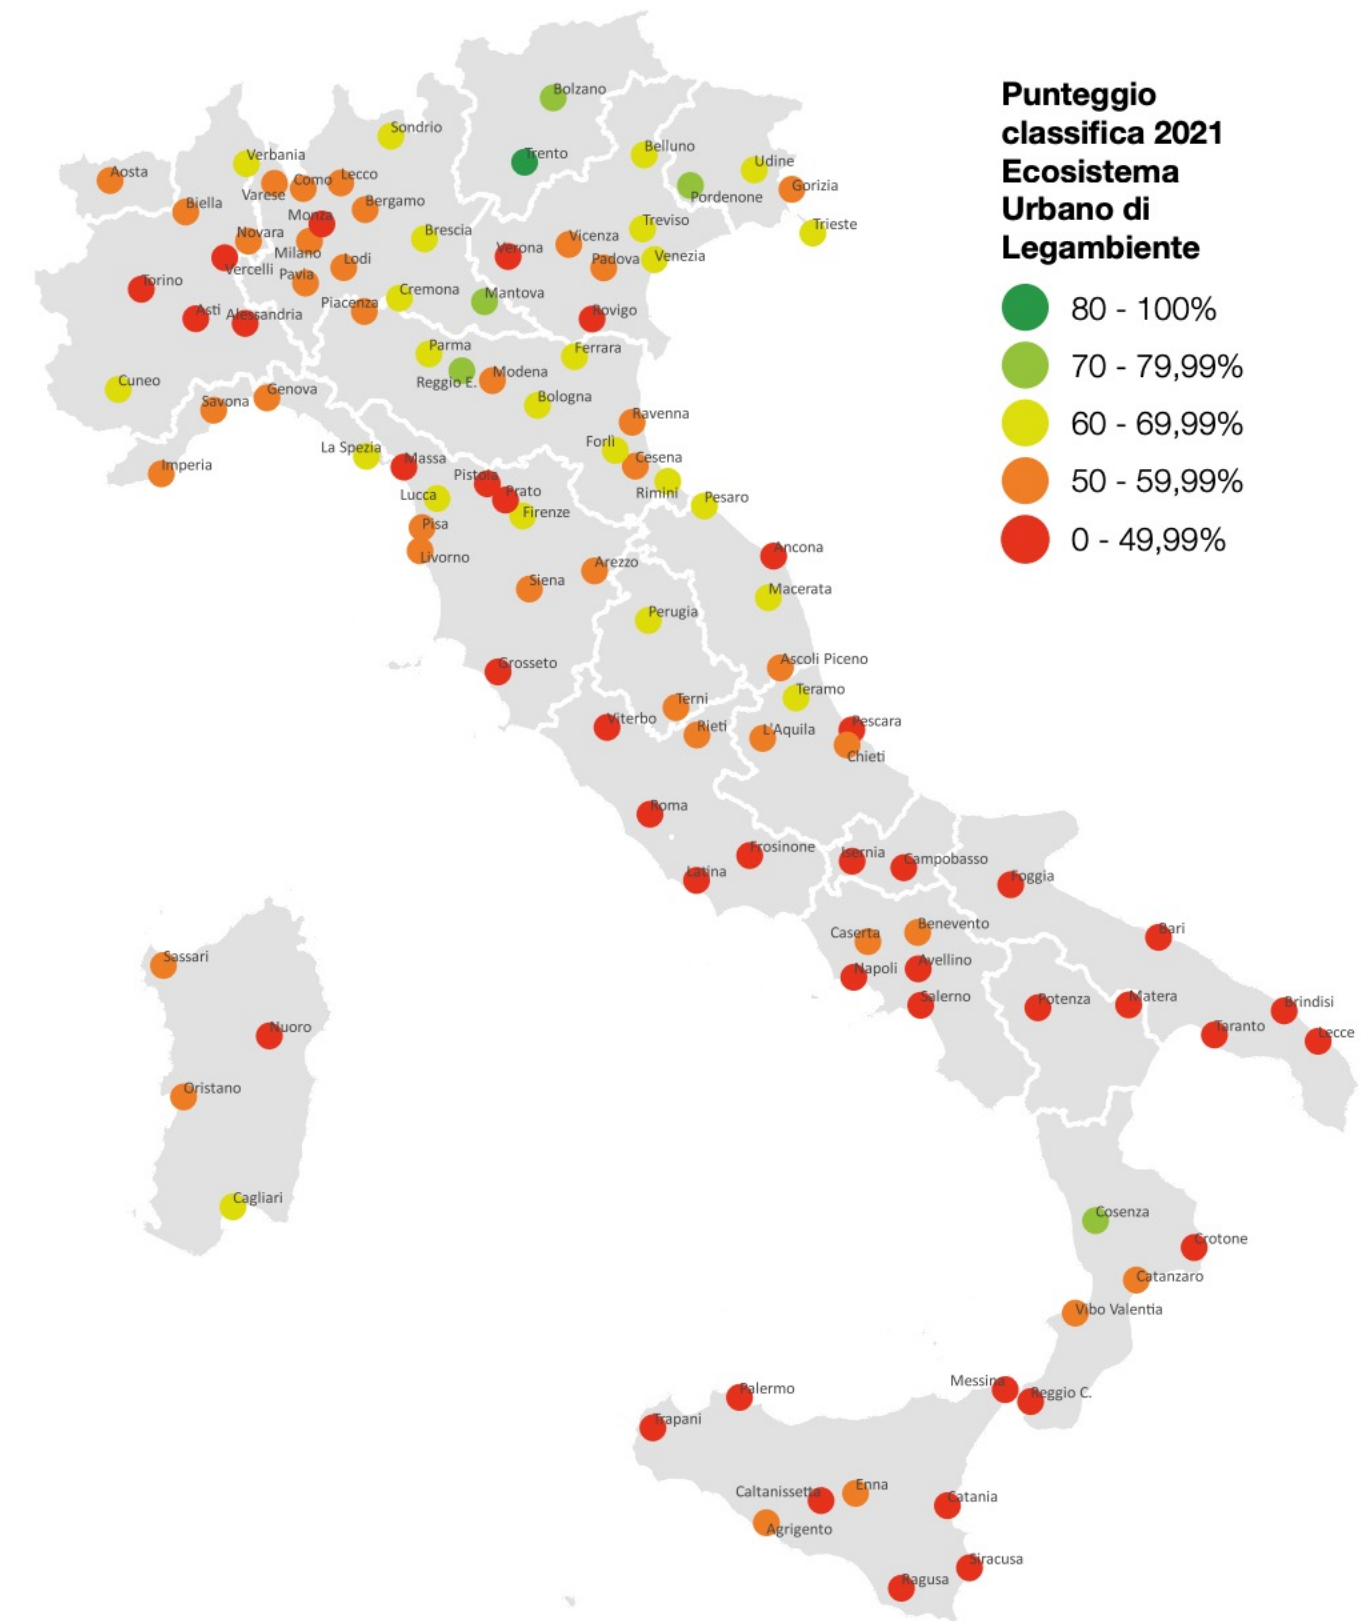 Punteggio
classifica 2021
Ecosistema
Urbano di
Legambiente
80 - 100%
70 - 79,99%
60 - 69,99%
50 - 59,99%
0 - 49,99%
Bolzano
Sondrio
Trento
Belluno
Verbania
Udine
Aosta
Lecco
Como
Varese
Pordenone
Gorizia
Biella
Bergamo
Monza
Treviso
Trieste
Brescia
Novara
Vicenza
Verona
Milano
Padova
Venezia
Lodi
Vercelli
Pavia
Torino
Cremona
Mantova
Piacenza
Asti
Alessandria
Rovigo
Parma
Ferrara
Modena
Reggio E.
Cuneo
Genova
Savona
Bologna
Ravenna
Forlì
La Spezia
Massa
Cesena
Imperia
Pistoia
Prato
Rimini
Lucca
Pesaro
Firenze
Pisa
Ancona
Livorno
Arezzo
Siena
Macerata
Perugia
Ascoli Piceno
Grosseto
Teramo
Terni
Viterbo
Pescara
Rieti
L'Aquila
Chieti
Roma
Frosinone
Isernia
Campobasso
Latina
Foggia
Benevento
Bari
Caserta
Sassari
Avellino
Napoli
Salerno
Potenza
Matera
Brindisi
Nuoro
Taranto
Lecce
Oristano
Cagliari
Cosenza
Crotone
Catanzaro
Vibo Valentia
Messina
Palermo
Reggio C.
Trapani
Enna
Caltanissetta
Catania
Agrigento
Siracusa
Ragusa